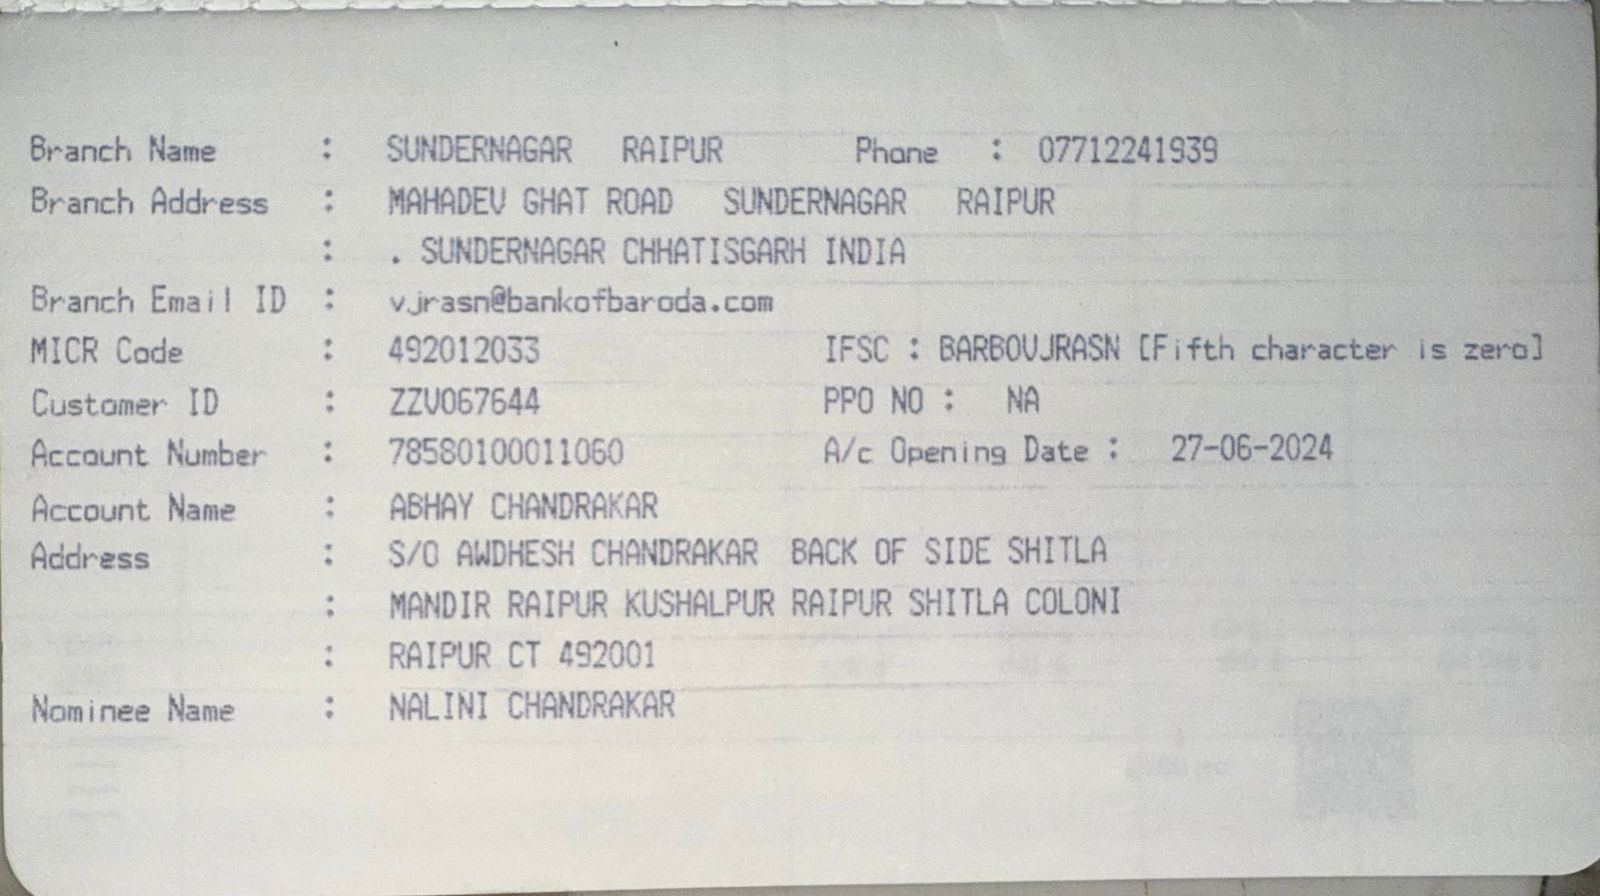 Branch Name : SUNDERNAGAR RAIPUR Phone : 07712241939
Branch Address : MAHADEV GHAT ROAD SUNDERNAGAR RAIPUR
: . SUNDERNAGAR CHHATISGARH INDIA
Branch Email ID : vjrasn@bankofbaroda.com
MICR Code : 492012033 IFSC : BARB0VJRASN [Fifth character is zero]
Customer ID : ZZV067644 PPO NO : NA
Account Number : 78580100011060 A/c Opening Date : 27-06-2024
Account Name : ABHAY CHANDRAKAR
Address : S/O AWDHESH CHANDRAKAR BACK OF SIDE SHITLA
: MANDIR RAIPUR KUSHALPUR RAIPUR SHITLA COLONI
: RAIPUR CT 492001
Nominee Name : NALINI CHANDRAKAR